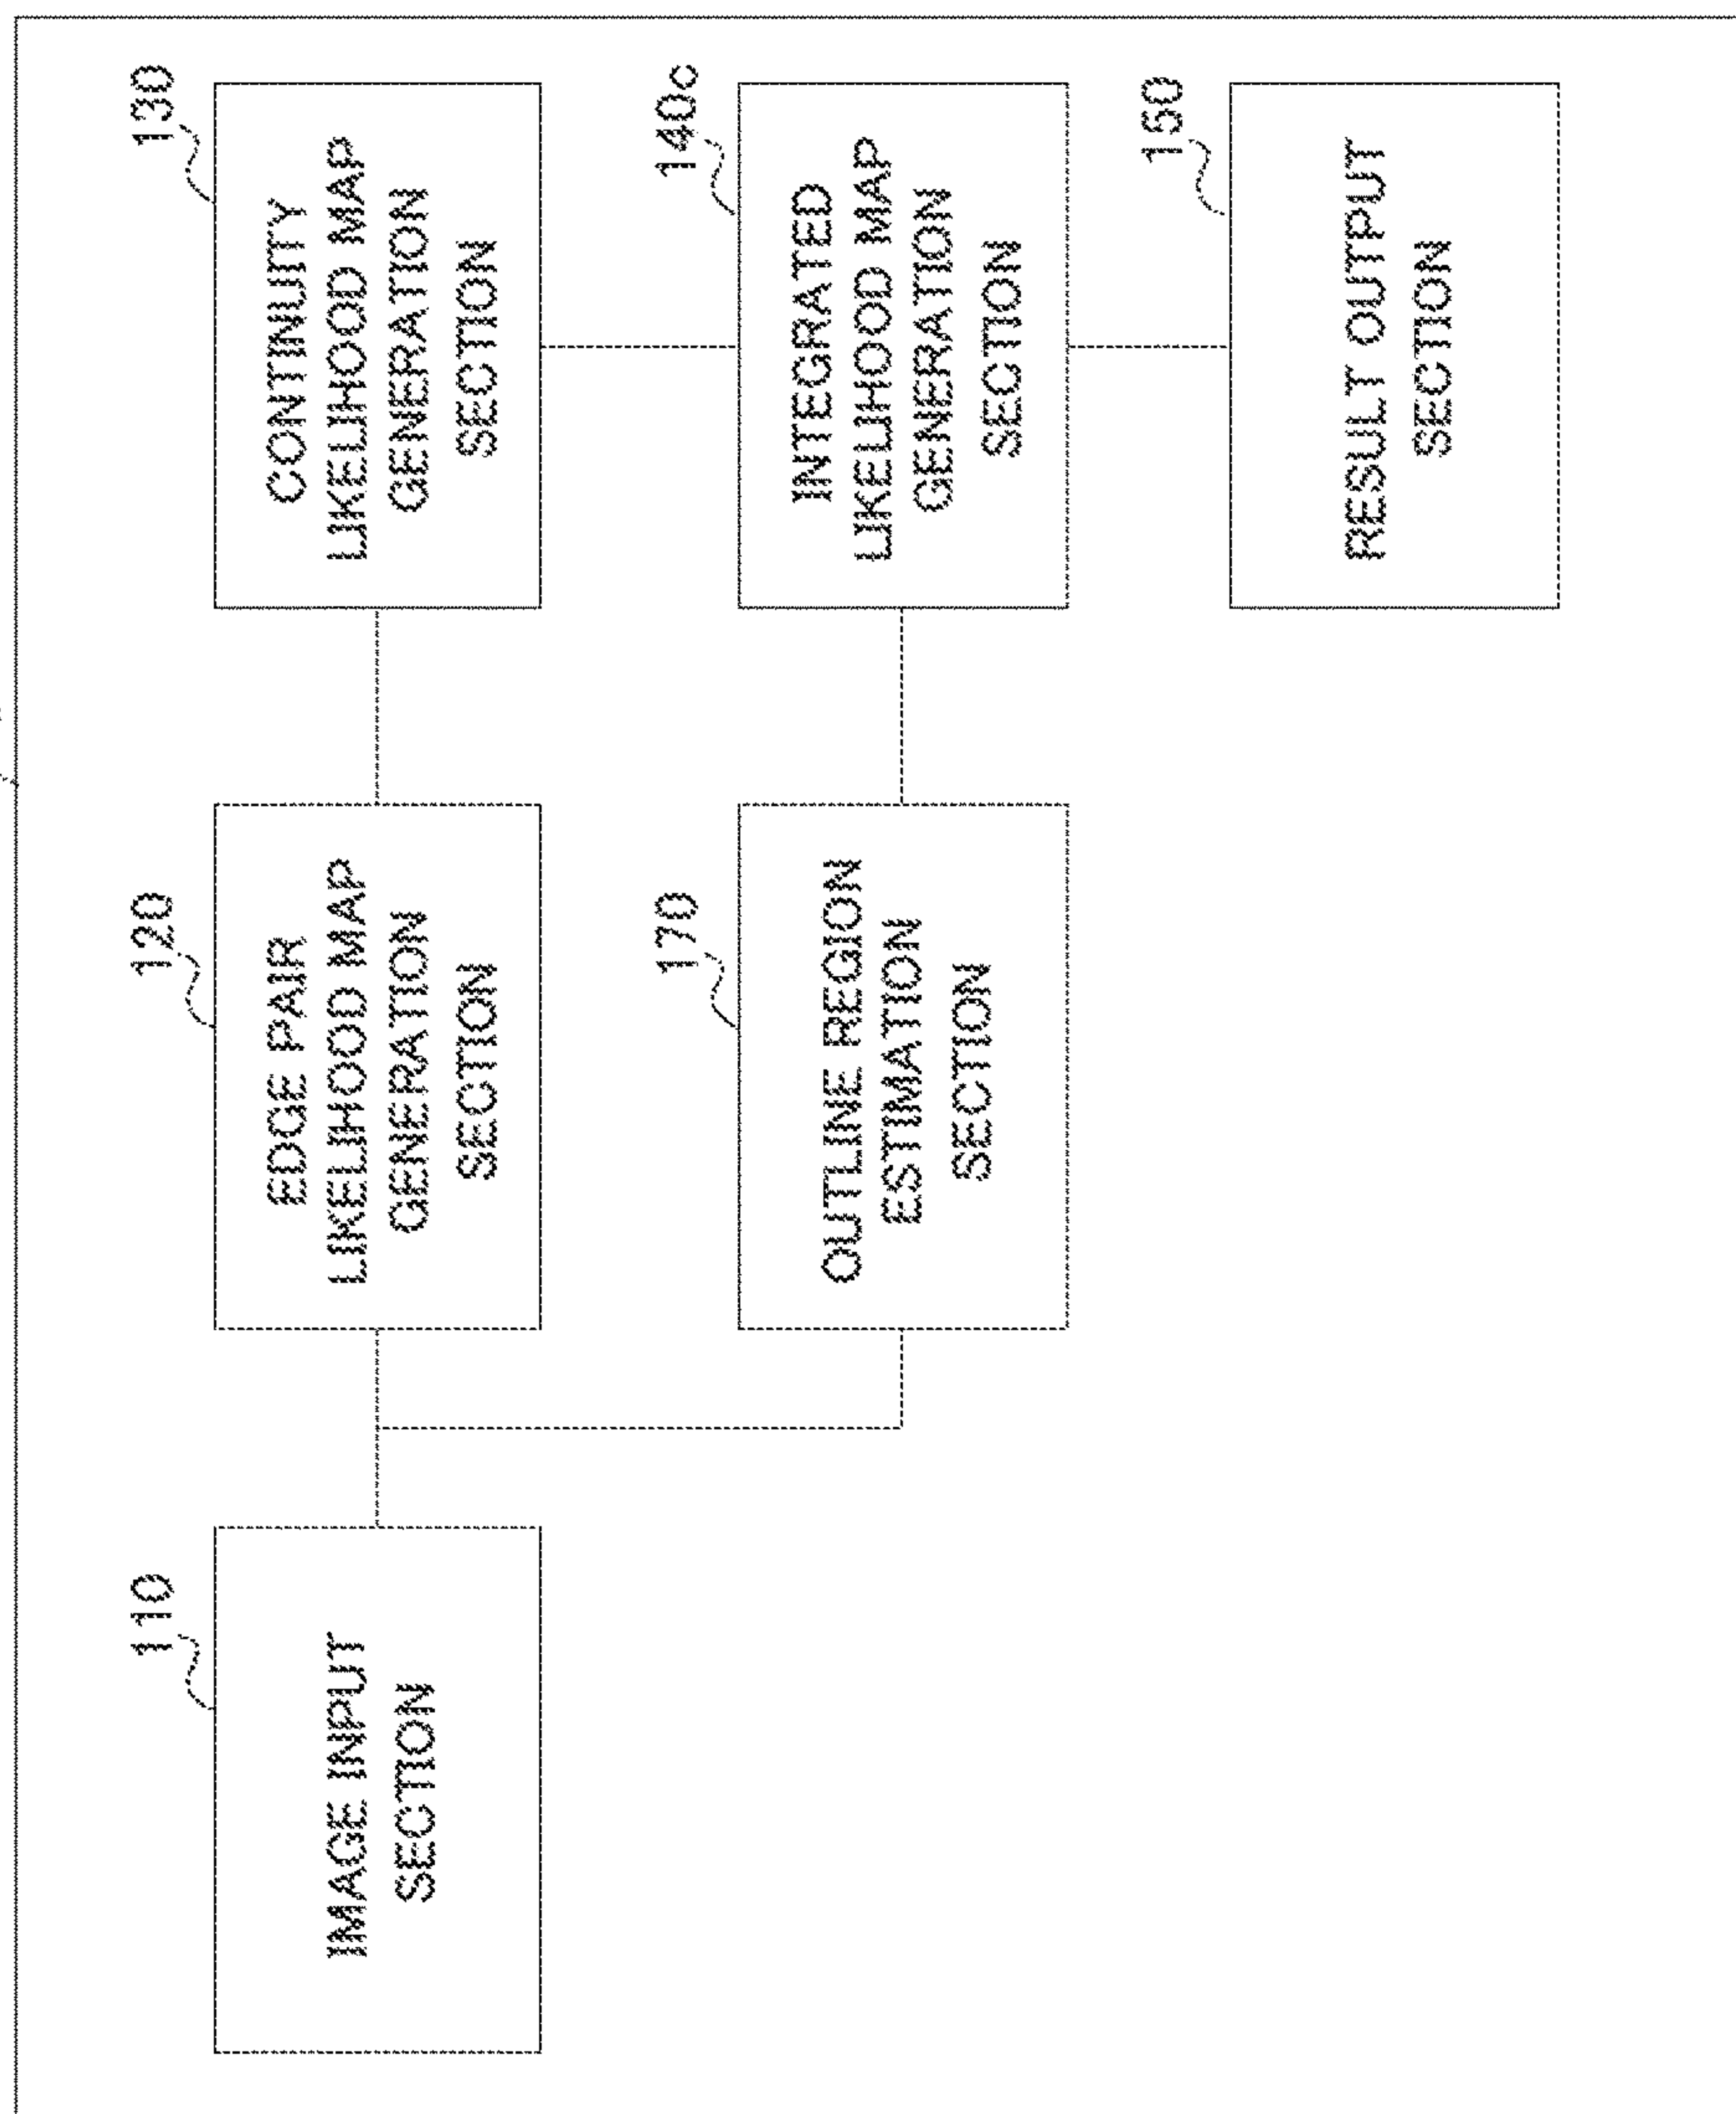 110
IMAGE INPUT
SECTION
120
EDGE PAIR
LIKELIHOOD MAP
GENERATION
SECTION
130
CONTINUITY
LIKELIHOOD MAP
GENERATION
SECTION
170
OUTLINE REGION
ESTIMATION
SECTION
140c
INTEGRATED
LIKELIHOOD MAP
GENERATION
SECTION
150
RESULT OUTPUT
SECTION